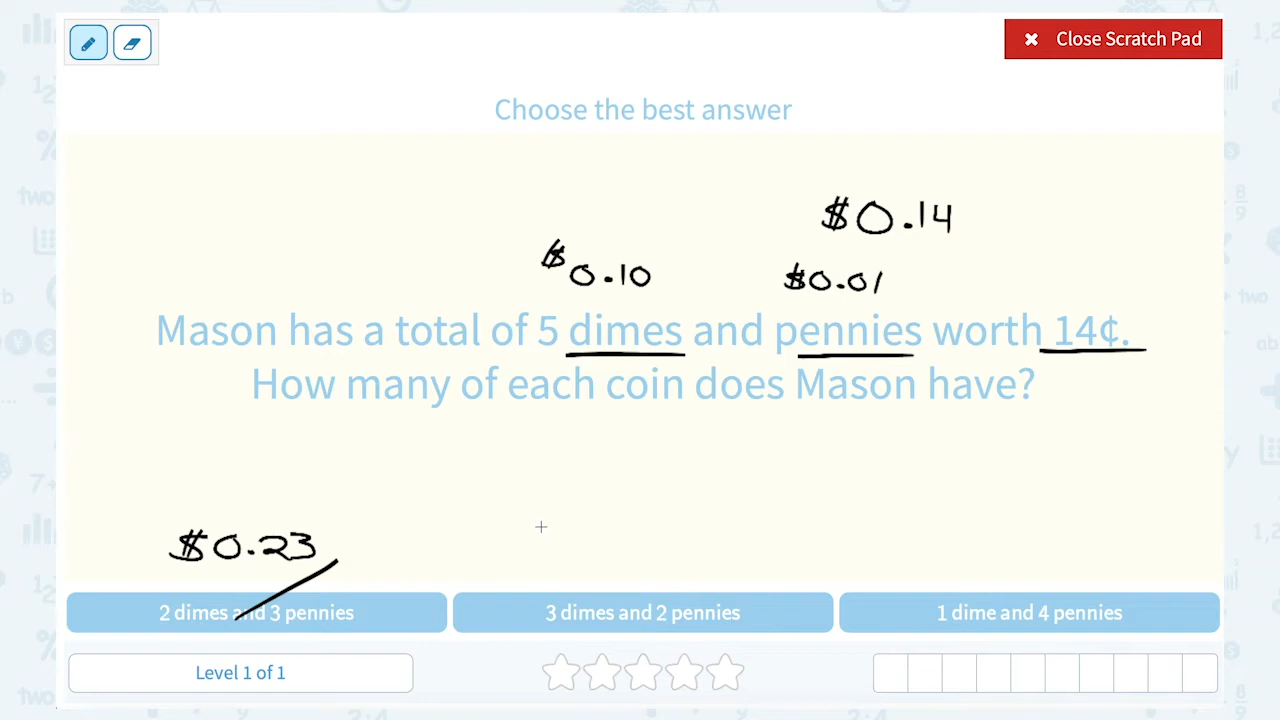 Close Scratch Pad
Choose the best answer
$0.14
$0.10
$0.01
Mason has a total of 5 dimes and pennies worth 14¢.
How many of each coin does Mason have?
$0.23
2 dimes and 3 pennies
3 dimes and 2 pennies
1 dime and 4 pennies
Level 1 of 1